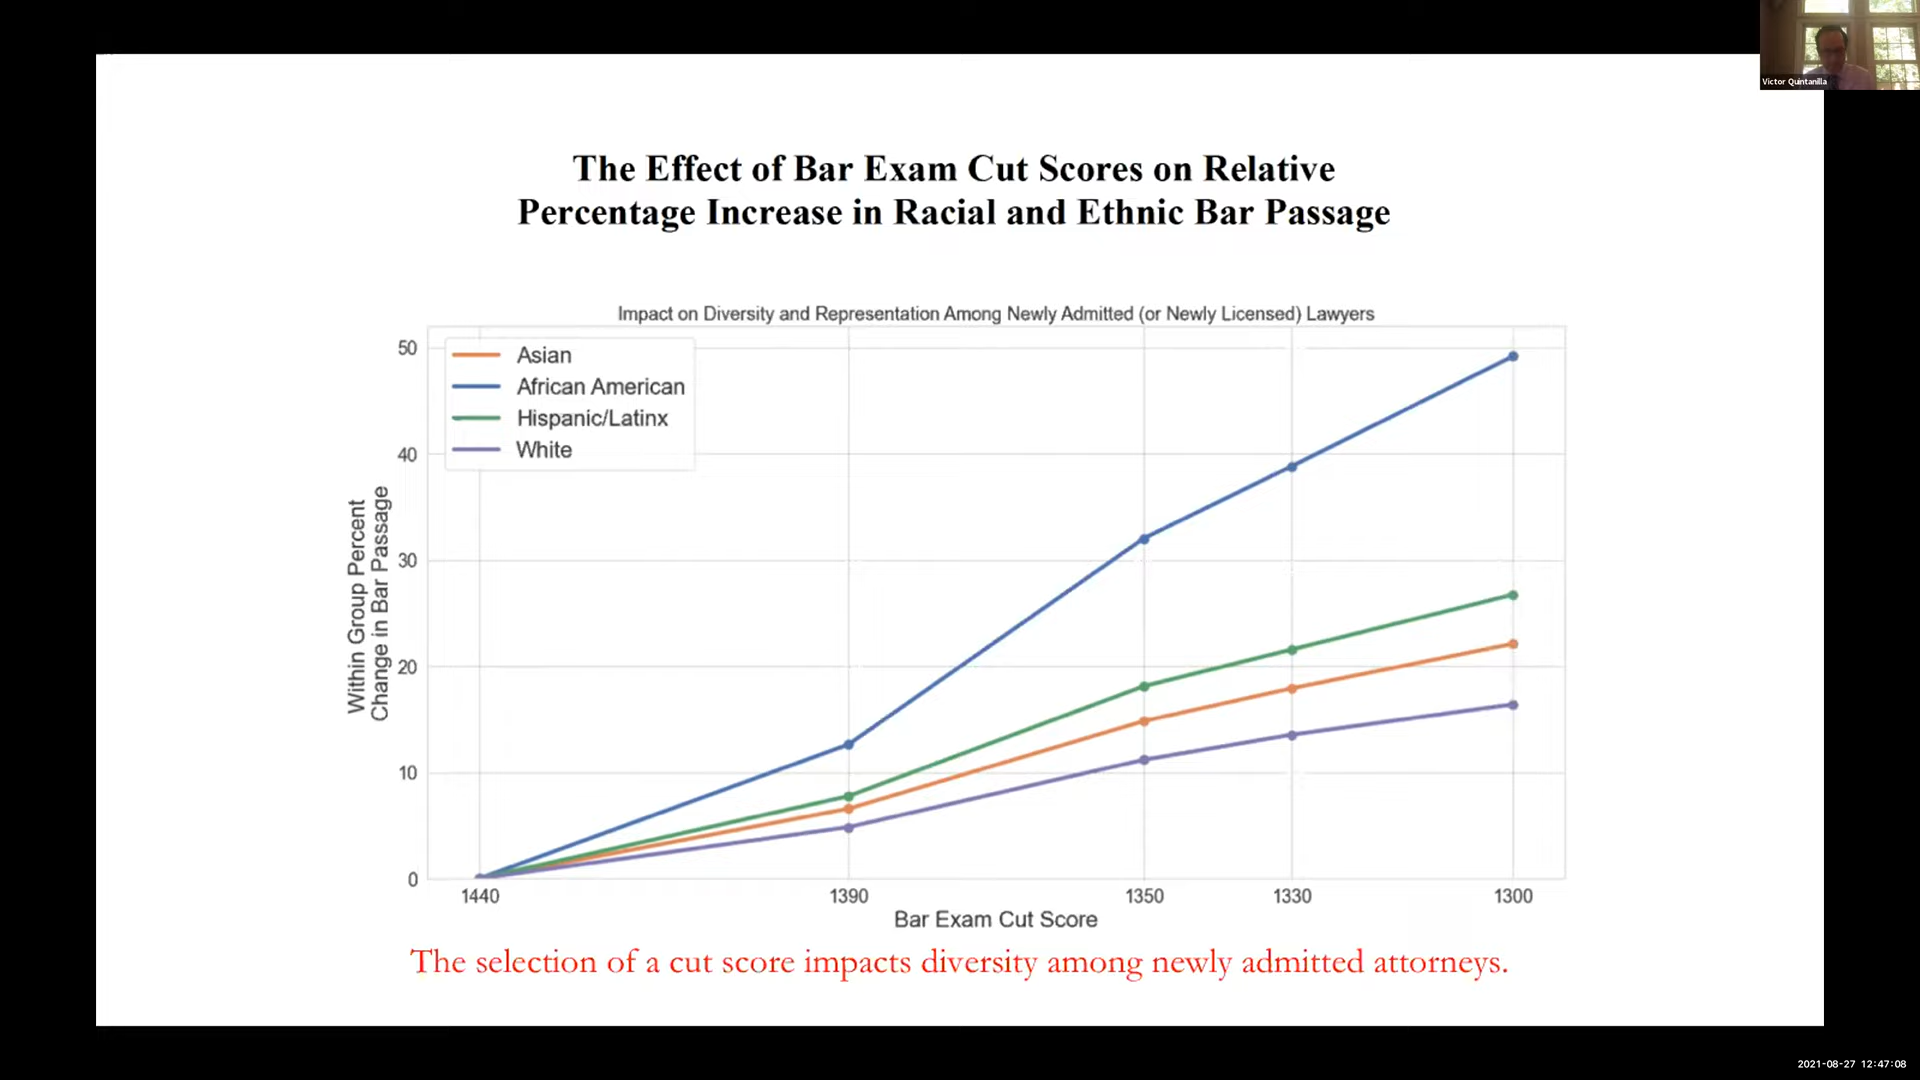 Victor Quintanilla
The Effect of Bar Exam Cut Scores on Relative
Percentage Increase in Racial and Ethnic Bar Passage
Impact on Diversity and Representation Among Newly Admitted (or Newly Licensed) Lawyers
Asian
African American
Hispanic/Latinx
White
50
40
30
20
10
0
Within Group Percent
Change in Bar Passage
1440 1390 1350 1330 1300
Bar Exam Cut Score
The selection of a cut score impacts diversity among newly admitted attorneys.
2021-08-27 12:47:08